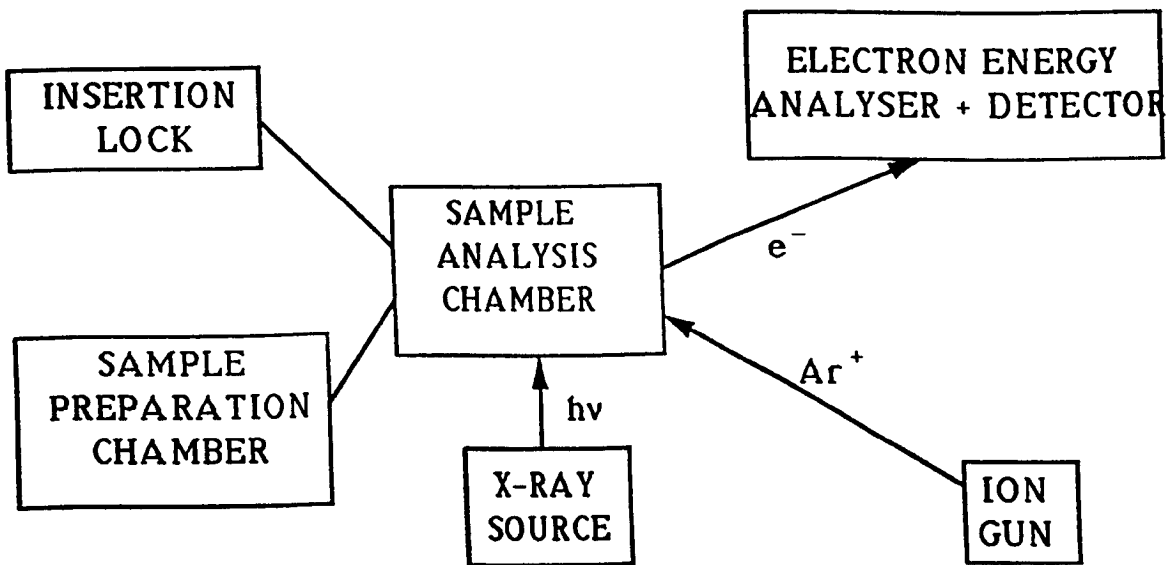 INSERTION
LOCK
ELECTRON ENERGY
ANALYSER + DETECTOR
SAMPLE
ANALYSIS
CHAMBER
e⁻
SAMPLE
PREPARATION
CHAMBER
hν
Ar⁺
X-RAY
SOURCE
ION
GUN